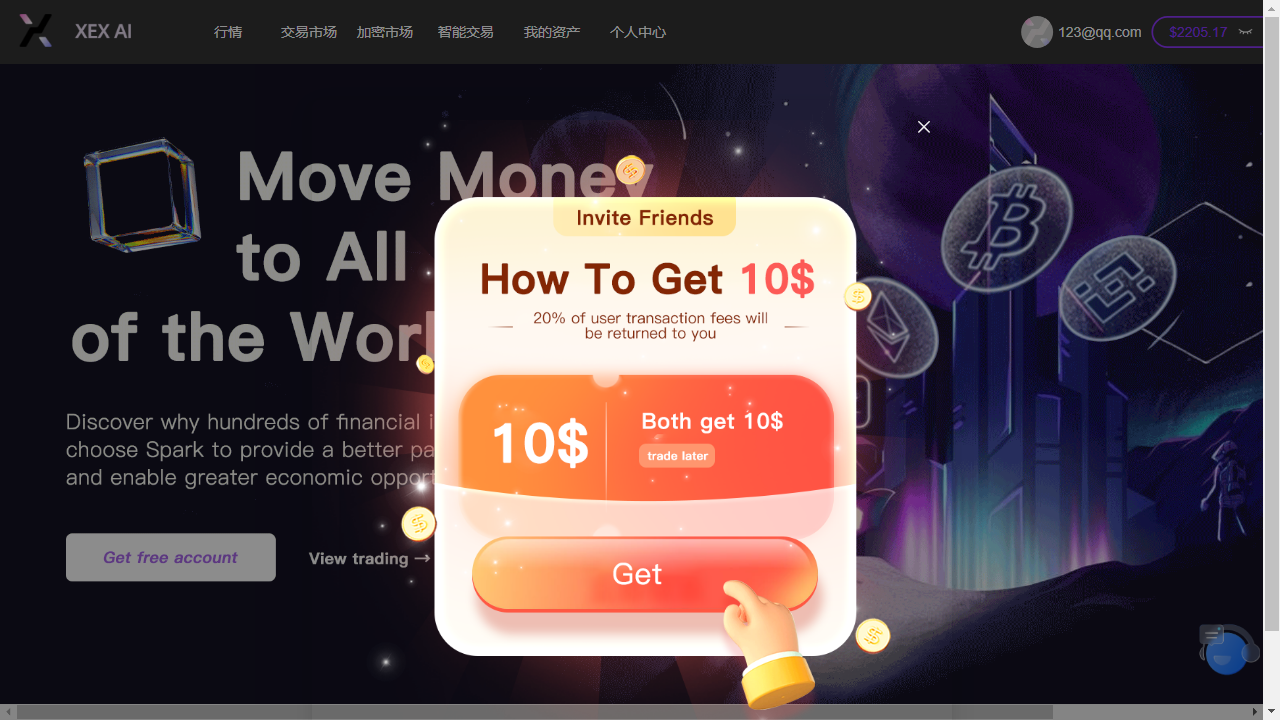 XEX AI
行情
交易市场
加密市场
智能交易
我的资产
个人中心
123@qq.com
$2205.17
Move Money
to All
of the Worl
Discover why hundreds of financial i
choose Spark to provide a better pa
and enable greater economic opport
Get free account
View trading →
Invite Friends
How To Get 10$
20% of user transaction fees will
be returned to you
10$
Both get 10$
trade later
Get